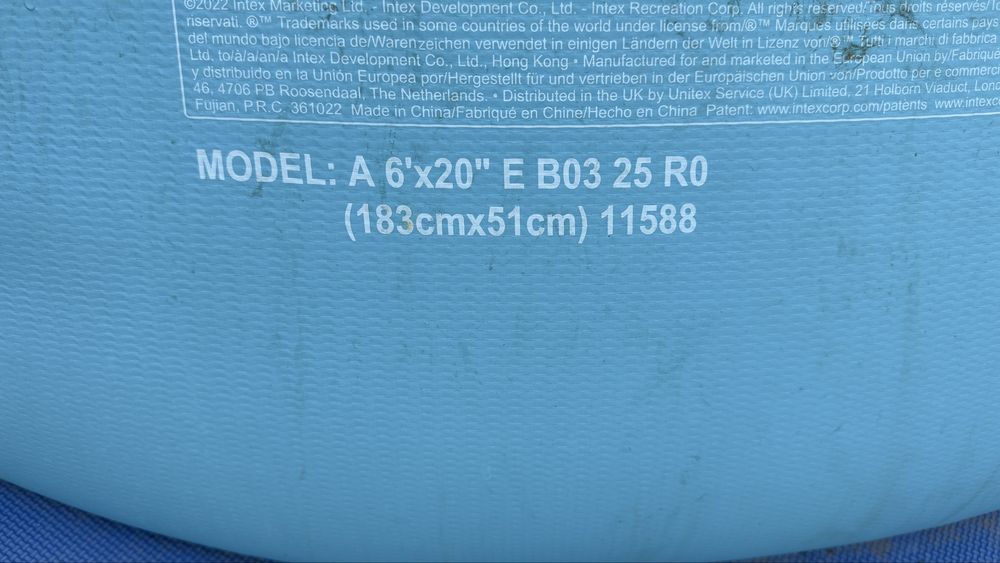 ©2022 Intex Marketing Ltd. - Intex Development Co., Ltd. - Intex Recreation Corp. All rights reserved/Tous droits réservés/
riservati. ®™ Trademarks used in some countries of the world under license from/®™ Marques utilisées dans certains pays
del mundo bajo licencia de/Warenzeichen verwendet in einigen Ländern der Welt in Lizenz von/®™ Tutti i marchi di fabbrica
Ltd. to/à/a/an/a Intex Development Co., Ltd., Hong Kong • Manufactured for and marketed in the European Union by/Fabriqué
y distribuido en la Unión Europea por/Hergestellt für und vertrieben in der Europäischen Union von/Prodotto per e commerc
46, 4706 PB Roosendaal, The Netherlands. • Distributed in the UK by Unitex Service (UK) Limited, 21 Holborn Viaduct, Lond
Fujian, P.R.C. 361022 Made in China/Fabriqué en Chine/Hecho en China Patent: www.intexcorp.com/patents www.intexc
MODEL: A 6'x20" E B03 25 R0
(183cmx51cm) 11588